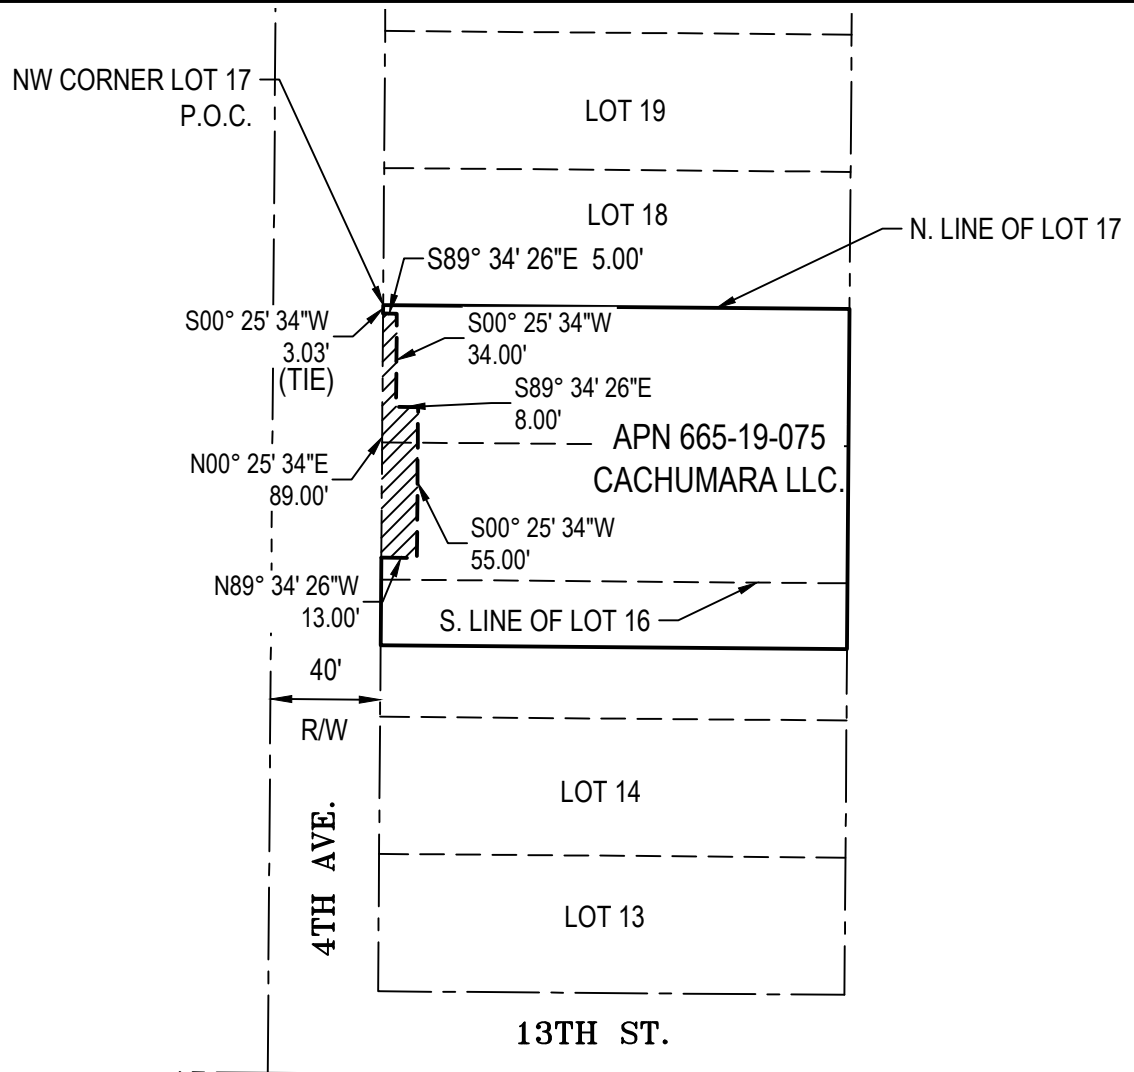 LOT 19
NW CORNER LOT 17
P.O.C.
LOT 18
N. LINE OF LOT 17
S89° 34' 26"E 5.00'
S00° 25' 34"W
3.03'
(TIE)
S00° 25' 34"W
34.00'
S89° 34' 26"E
8.00'
APN 665-19-075
CACHUMARA LLC.
N00° 25' 34"E
89.00'
S00° 25' 34"W
55.00'
N89° 34' 26"W
13.00'
S. LINE OF LOT 16
40'
R/W
4TH AVE.
LOT 14
LOT 13
13TH ST.